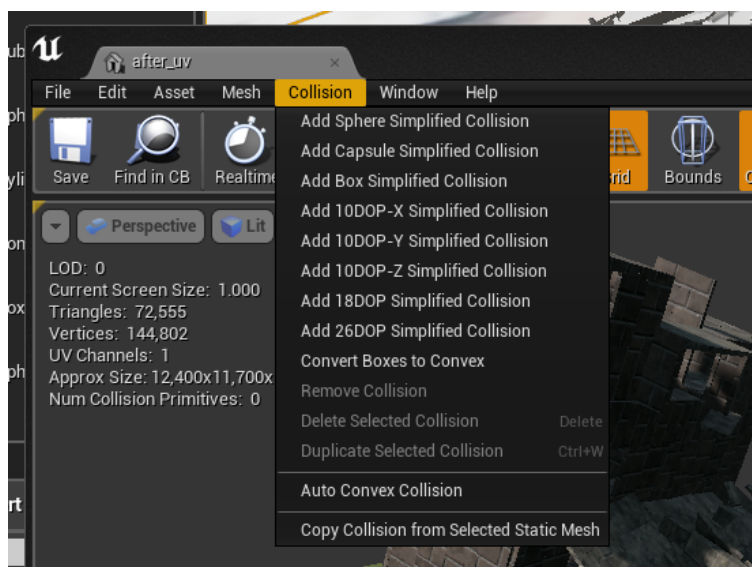 after_uv
File Edit Asset Mesh Collision Window Help
Save Find in CB Realtime Bounds
Perspective Lit
LOD: 0
Current Screen Size: 1.000
Triangles: 72,555
Vertices: 144,802
UV Channels: 1
Approx Size: 12,400x11,700x
Num Collision Primitives: 0
Add Sphere Simplified Collision
Add Capsule Simplified Collision
Add Box Simplified Collision
Add 10DOP-X Simplified Collision
Add 10DOP-Y Simplified Collision
Add 10DOP-Z Simplified Collision
Add 18DOP Simplified Collision
Add 26DOP Simplified Collision
Convert Boxes to Convex
Remove Collision
Delete Selected Collision Delete
Duplicate Selected Collision Ctrl+W
Auto Convex Collision
Copy Collision from Selected Static Mesh